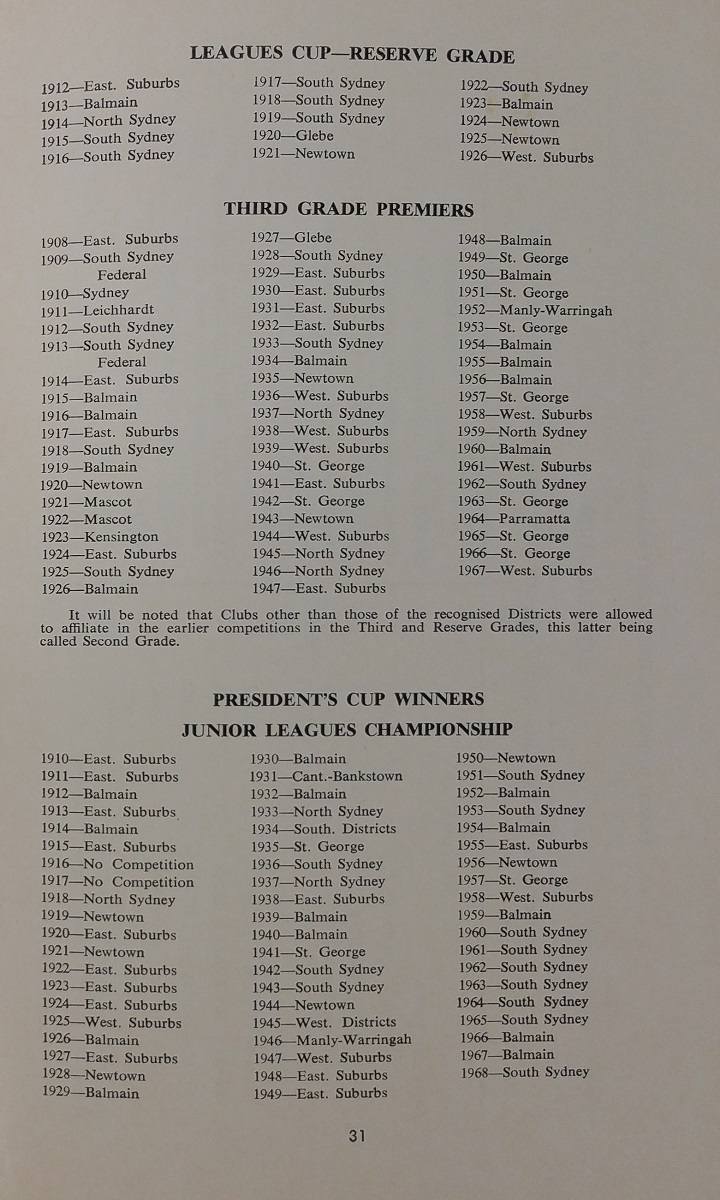 LEAGUES CUP—RESERVE GRADE
1912—East. Suburbs
1913—Balmain
1914—North Sydney
1915—South Sydney
1916—South Sydney
1917—South Sydney
1918—South Sydney
1919—South Sydney
1920—Glebe
1921—Newtown
1922—South Sydney
1923—Balmain
1924—Newtown
1925—Newtown
1926—West. Suburbs
THIRD GRADE PREMIERS
1908—East. Suburbs
1909—South Sydney
Federal
1910—Sydney
1911—Leichhardt
1912—South Sydney
1913—South Sydney
Federal
1914—East. Suburbs
1915—Balmain
1916—Balmain
1917—East. Suburbs
1918—South Sydney
1919—Balmain
1920—Newtown
1921—Mascot
1922—Mascot
1923—Kensington
1924—East. Suburbs
1925—South Sydney
1926—Balmain
1927—Glebe
1928—South Sydney
1929—East. Suburbs
1930—East. Suburbs
1931—East. Suburbs
1932—East. Suburbs
1933—South Sydney
1934—Balmain
1935—Newtown
1936—West. Suburbs
1937—North Sydney
1938—West. Suburbs
1939—West. Suburbs
1940—St. George
1941—East. Suburbs
1942—St. George
1943—Newtown
1944—West. Suburbs
1945—North Sydney
1946—North Sydney
1947—East. Suburbs
1948—Balmain
1949—St. George
1950—Balmain
1951—St. George
1952—Manly-Warringah
1953—St. George
1954—Balmain
1955—Balmain
1956—Balmain
1957—St. George
1958—West. Suburbs
1959—North Sydney
1960—Balmain
1961—West. Suburbs
1962—South Sydney
1963—St. George
1964—Parramatta
1965—St. George
1966—St. George
1967—West. Suburbs
It will be noted that Clubs other than those of the recognised Districts were allowed
to affiliate in the earlier competitions in the Third and Reserve Grades, this latter being
called Second Grade.
PRESIDENT'S CUP WINNERS
JUNIOR LEAGUES CHAMPIONSHIP
1910—East. Suburbs
1911—East. Suburbs
1912—Balmain
1913—East. Suburbs
1914—Balmain
1915—East. Suburbs
1916—No Competition
1917—No Competition
1918—North Sydney
1919—Newtown
1920—East. Suburbs
1921—Newtown
1922—East. Suburbs
1923—East. Suburbs
1924—East. Suburbs
1925—West. Suburbs
1926—Balmain
1927—East. Suburbs
1928—Newtown
1929—Balmain
1930—Balmain
1931—Cant.-Bankstown
1932—Balmain
1933—North Sydney
1934—South. Districts
1935—St. George
1936—South Sydney
1937—North Sydney
1938—East. Suburbs
1939—Balmain
1940—Balmain
1941—St. George
1942—South Sydney
1943—South Sydney
1944—Newtown
1945—West. Districts
1946—Manly-Warringah
1947—West. Suburbs
1948—East. Suburbs
1949—East. Suburbs
1950—Newtown
1951—South Sydney
1952—Balmain
1953—South Sydney
1954—Balmain
1955—East. Suburbs
1956—Newtown
1957—St. George
1958—West. Suburbs
1959—Balmain
1960—South Sydney
1961—South Sydney
1962—South Sydney
1963—South Sydney
1964—South Sydney
1965—South Sydney
1966—Balmain
1967—Balmain
1968—South Sydney
31